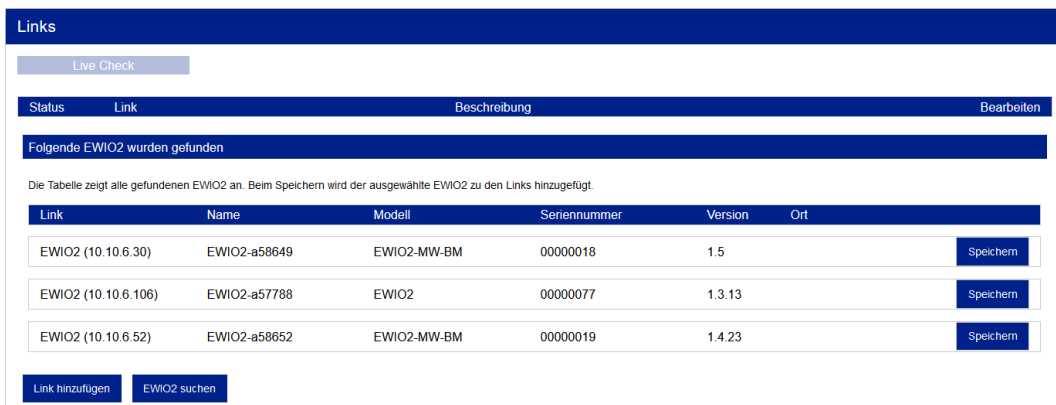 Links
Live Check
Status Link Beschreibung Bearbeiten
Folgende EWIO2 wurden gefunden
Die Tabelle zeigt alle gefundenen EWIO2 an. Beim Speichern wird der ausgewählte EWIO2 zu den Links hinzugefügt.
Link Name Modell Seriennummer Version Ort
EWIO2 (10.10.6.30) EWIO2-a58649 EWIO2-MW-BM 00000018 1.5 Speichern
EWIO2 (10.10.6.106) EWIO2-a57788 EWIO2 00000077 1.3.13 Speichern
EWIO2 (10.10.6.52) EWIO2-a58652 EWIO2-MW-BM 00000019 1.4.23 Speichern
Link hinzufügen EWIO2 suchen